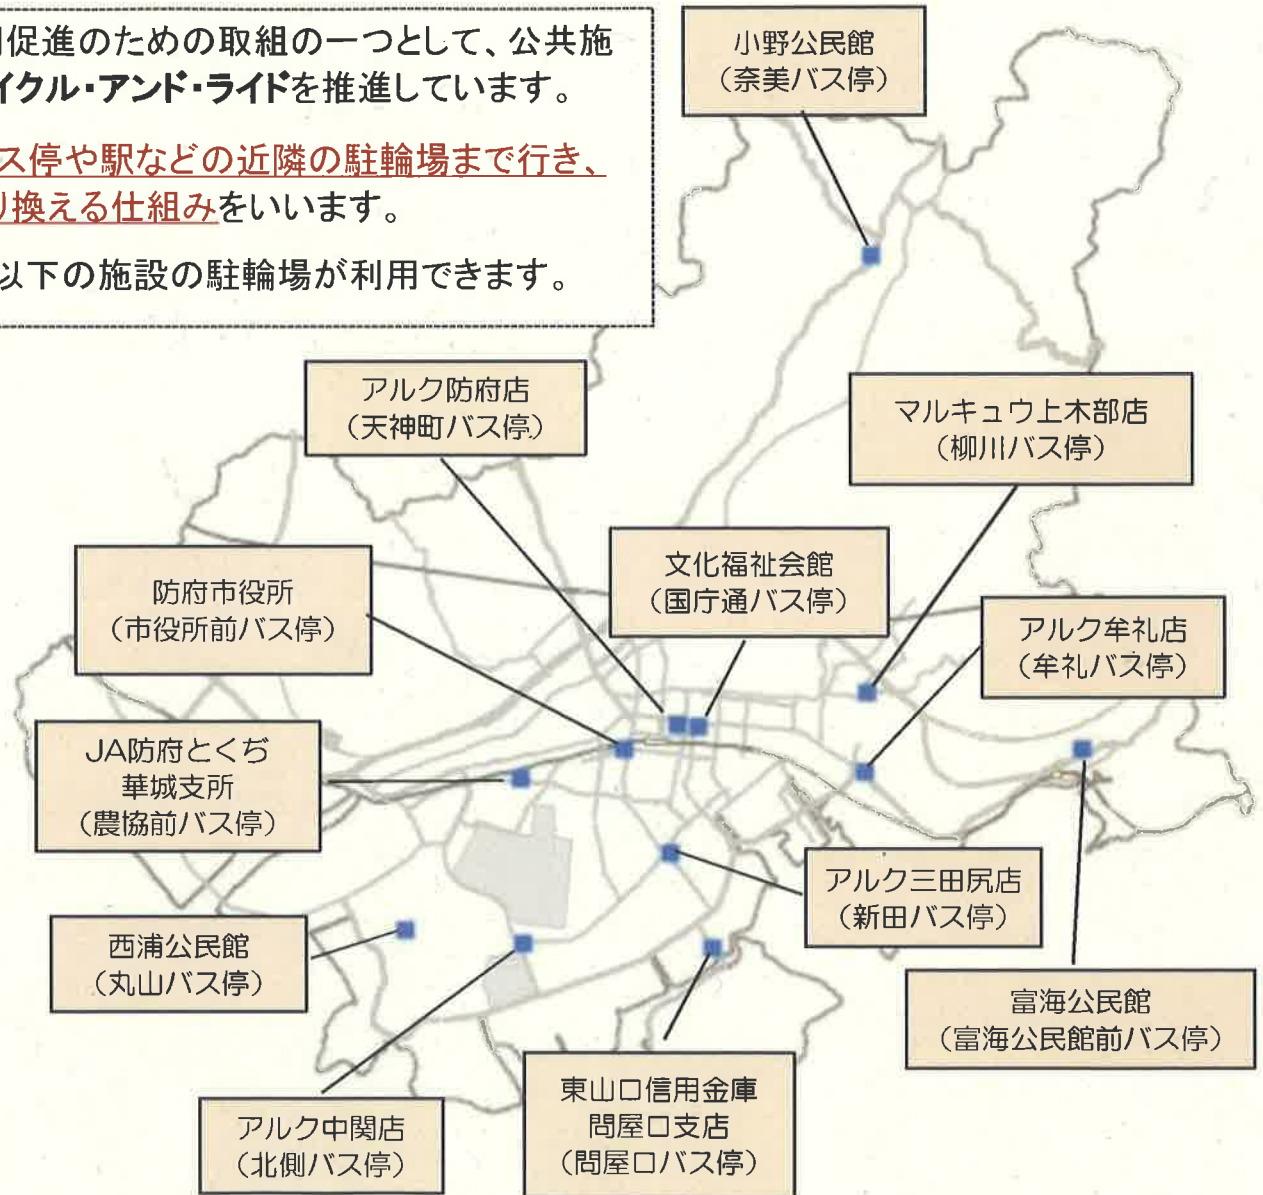 促進のための取組の一つとして、公共施
イクル・アンド・ライドを推進しています。
ス停や駅などの近隣の駐輪場まで行き、
り換える仕組みをいいます。
以下の施設の駐輪場が利用できます。
小野公民館
（奈美バス停）
アルク防府店
（天神町バス停）
マルキュウ上木部店
（柳川バス停）
防府市役所
（市役所前バス停）
文化福祉会館
（国庁通バス停）
アルク牟礼店
（牟礼バス停）
JA防府とくぢ
華城支所
（農協前バス停）
アルク三田尻店
（新田バス停）
西浦公民館
（丸山バス停）
富海公民館
（富海公民館前バス停）
アルク中関店
（北側バス停）
東山口信用金庫
問屋口支店
（問屋口バス停）